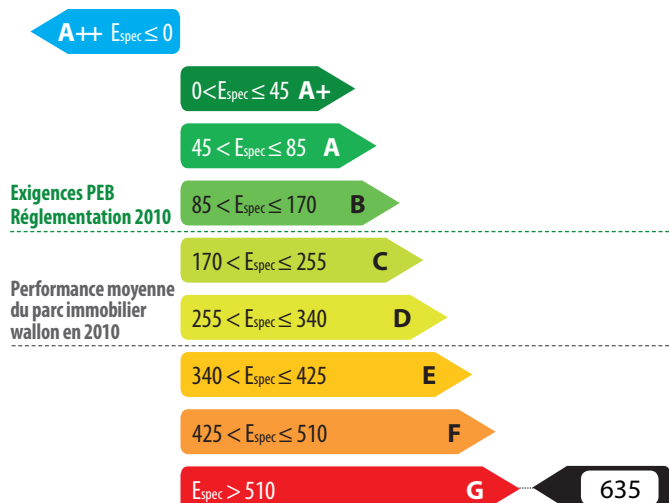 A++ Espec ≤ 0
0<Espec ≤ 45 A+
45 < Espec ≤ 85 A
Exigences PEB
Réglementation 2010
85 < Espec ≤ 170 B
170 < Espec ≤ 255 C
Performance moyenne
du parc immobilier
wallon en 2010
255 < Espec ≤ 340 D
340 < Espec ≤ 425 E
425 < Espec ≤ 510 F
Espec > 510 G 635